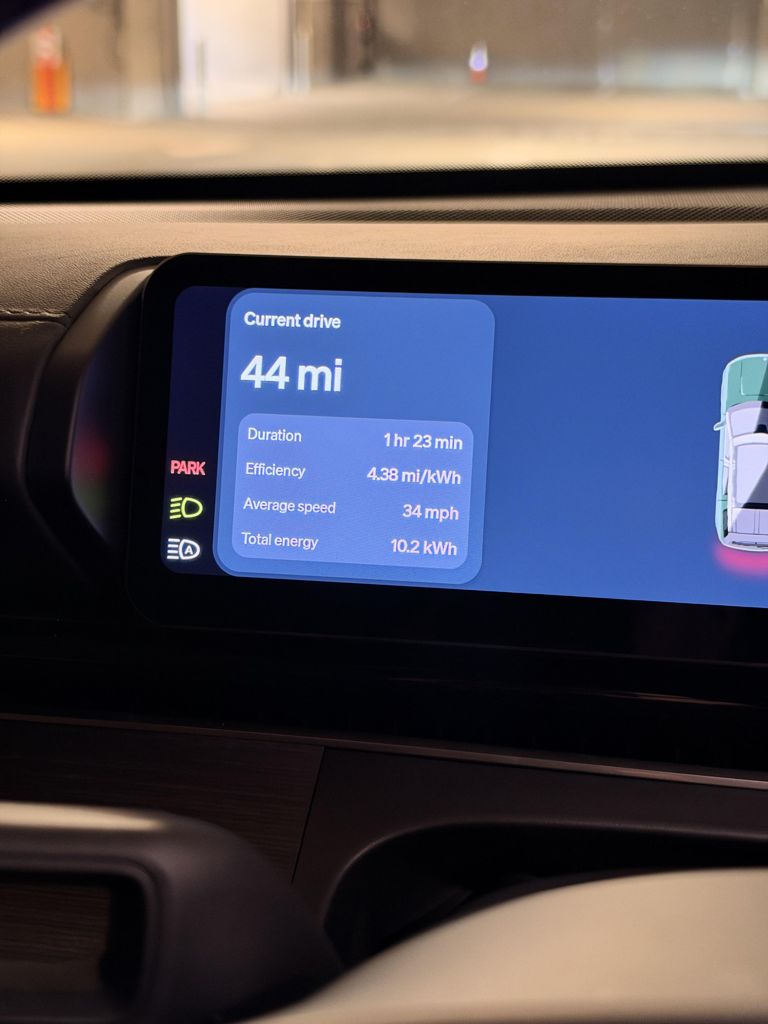 Current drive
44 mi
Duration 1 hr 23 min
Efficiency 4.38 mi/kWh
Average speed 34 mph
Total energy 10.2 kWh
PARK
A